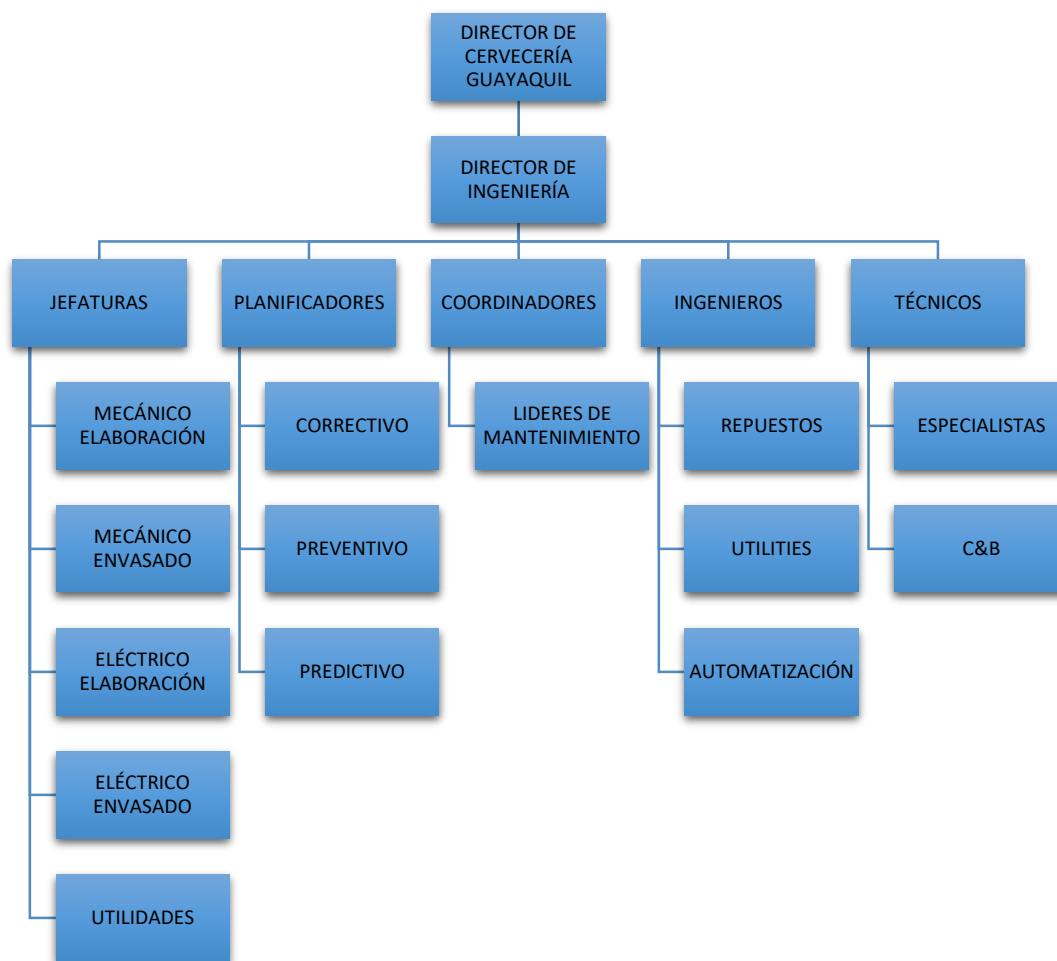 DIRECTOR DE
CERVECERÍA
GUAYAQUIL
DIRECTOR DE
INGENIERÍA
JEFATURAS
PLANIFICADORES
COORDINADORES
INGENIEROS
TÉCNICOS
MECÁNICO
ELABORACIÓN
MECÁNICO
ENVASADO
ELÉCTRICO
ELABORACIÓN
ELÉCTRICO
ENVASADO
UTILIDADES
CORRECTIVO
PREVENTIVO
PREDICTIVO
LIDERES DE
MANTENIMIENTO
REPUESTOS
UTILITIES
AUTOMATIZACIÓN
ESPECIALISTAS
C&B